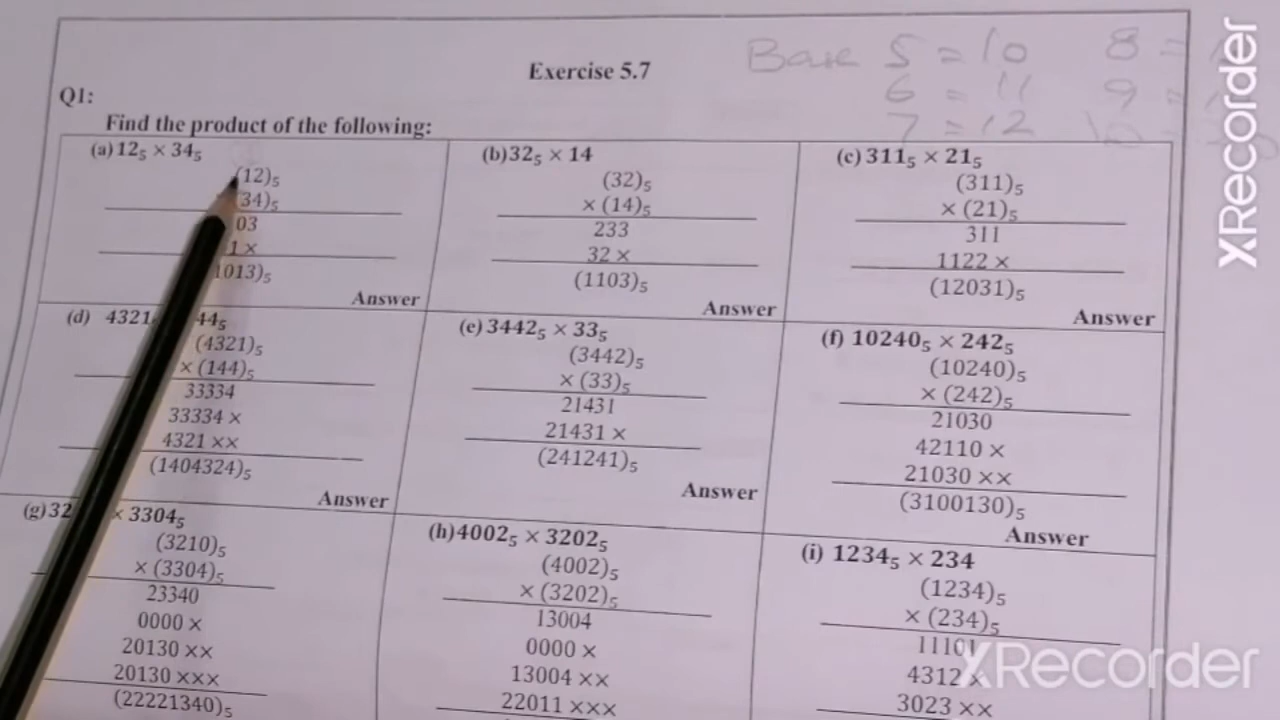 Base 5 = 10 8 =
6 = 11 9 =
7 = 12 10
Exercise 5.7
Q1:
Find the product of the following:
(a) 12₅ × 34₅
(12)₅
34)₅
03
1 ×
1013)₅
Answer
(b) 32₅ × 14
(32)₅
× (14)₅
233
32 ×
(1103)₅
Answer
(c) 311₅ × 21₅
(311)₅
× (21)₅
311
1122 ×
(12031)₅
Answer
(d) 4321 44₅
(4321)₅
× (144)₅
33334
33334 ×
4321 ××
(1404324)₅
Answer
(e) 3442₅ × 33₅
(3442)₅
× (33)₅
21431
21431 ×
(241241)₅
Answer
(f) 10240₅ × 242₅
(10240)₅
× (242)₅
21030
42110 ×
21030 ××
(3100130)₅
Answer
(g) 32 × 3304₅
(3210)₅
× (3304)₅
23340
0000 ×
20130 ××
20130 ×××
(22221340)₅
(h) 4002₅ × 3202₅
(4002)₅
× (3202)₅
13004
0000 ×
13004 ××
22011 ×××
(i) 1234₅ × 234
(1234)₅
× (234)₅
11101
4312 ×
3023 ××
XRecorder
XRecorder